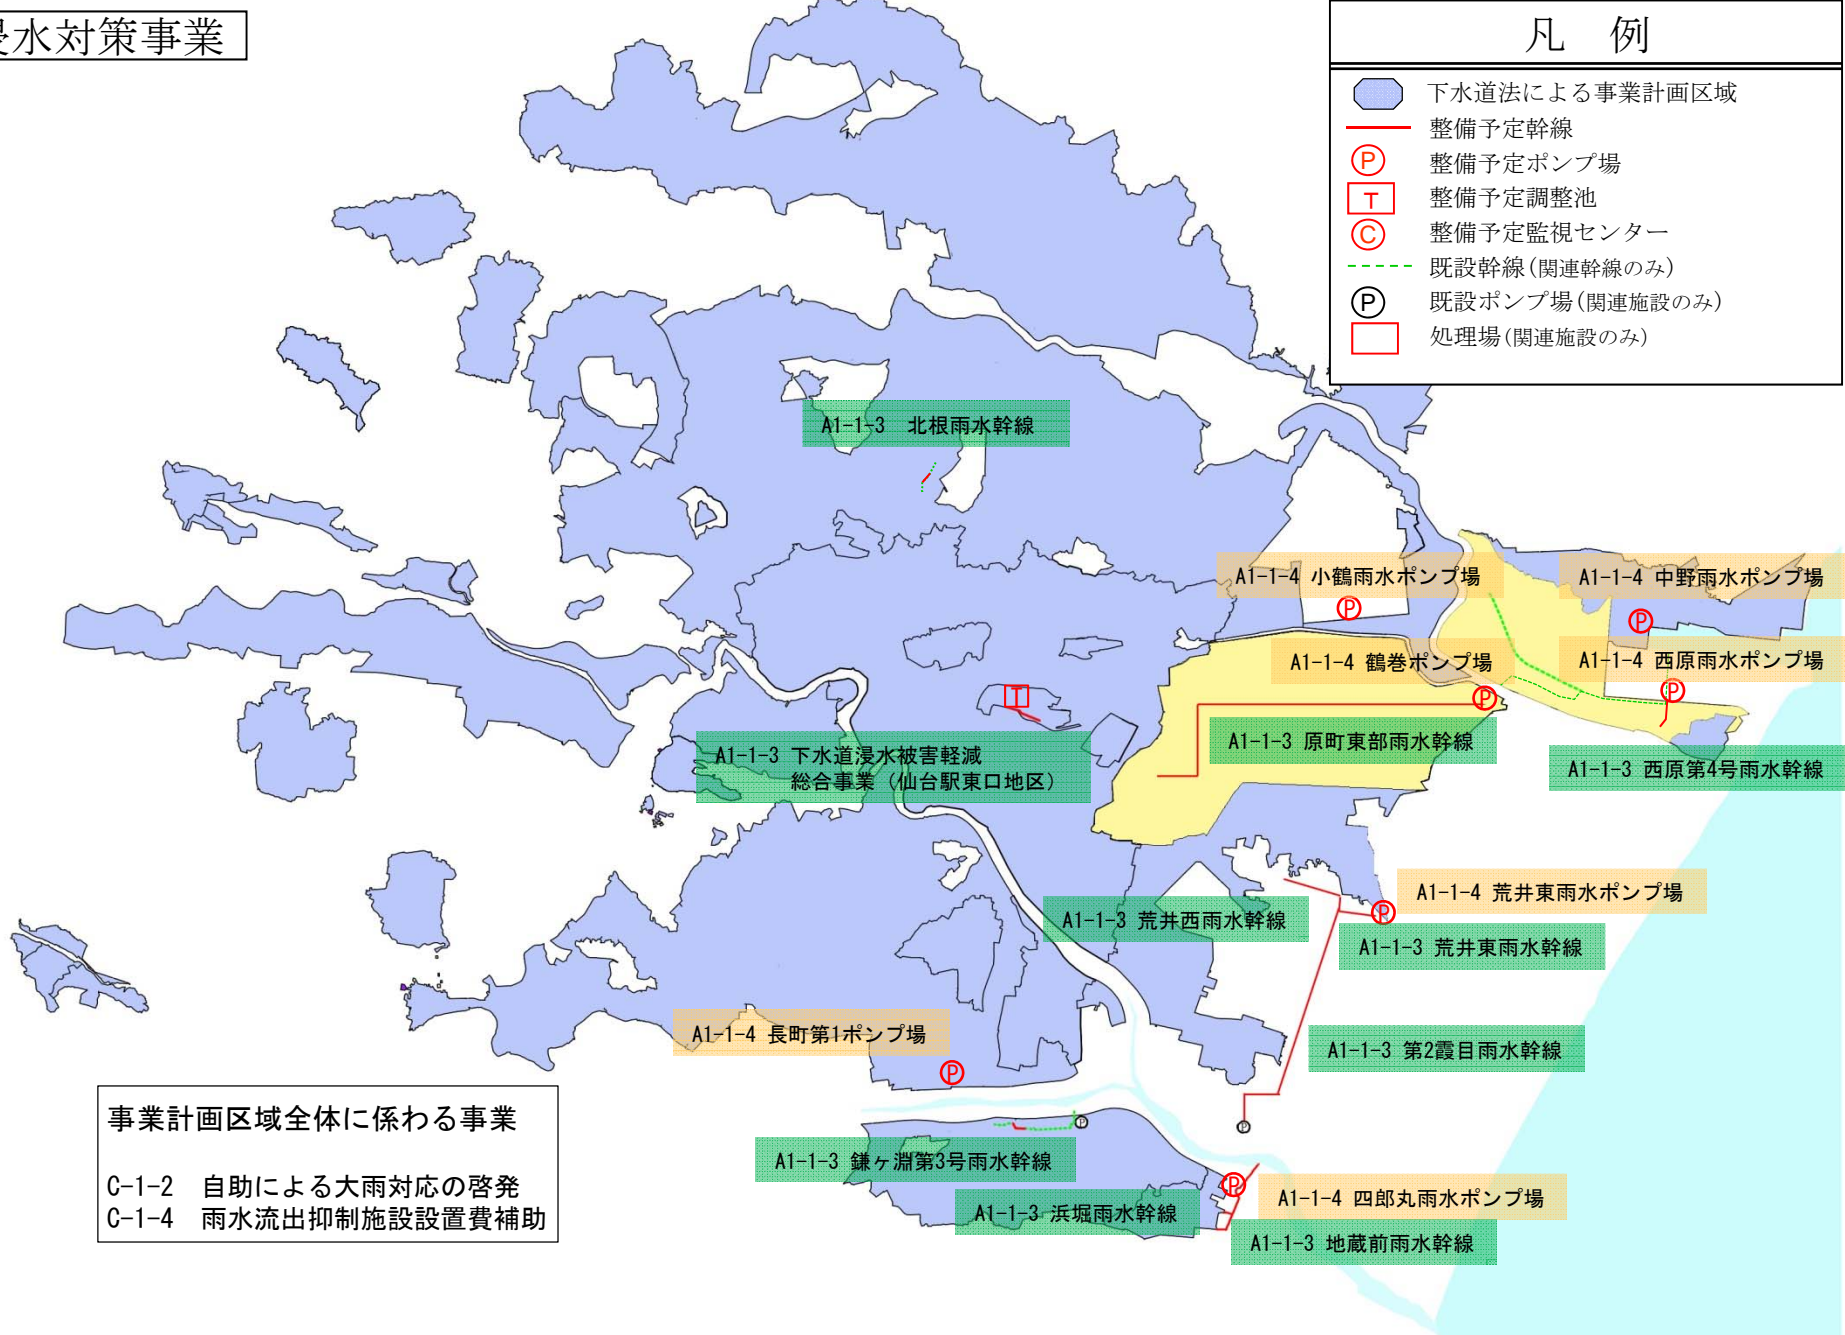 水対策事業
凡 例
下水道法による事業計画区域
整備予定幹線
P 整備予定ポンプ場
T 整備予定調整池
C 整備予定監視センター
既設幹線(関連幹線のみ)
P 既設ポンプ場(関連施設のみ)
処理場(関連施設のみ)
A1-1-3 北根雨水幹線
A1-1-4 小鶴雨水ポンプ場
P
A1-1-4 中野雨水ポンプ場
P
A1-1-4 鶴巻ポンプ場
P
A1-1-4 西原雨水ポンプ場
P
T
A1-1-3 原町東部雨水幹線
A1-1-3 西原第4号雨水幹線
A1-1-3 下水道浸水被害軽減
総合事業（仙台駅東口地区）
A1-1-4 荒井東雨水ポンプ場
P
A1-1-3 荒井西雨水幹線
A1-1-3 荒井東雨水幹線
A1-1-4 長町第1ポンプ場
P
A1-1-3 第2霞目雨水幹線
P
P
A1-1-3 鎌ヶ淵第3号雨水幹線
P
A1-1-4 四郎丸雨水ポンプ場
A1-1-3 浜堀雨水幹線
A1-1-3 地蔵前雨水幹線
事業計画区域全体に係わる事業
C-1-2 自助による大雨対応の啓発
C-1-4 雨水流出抑制施設設置費補助